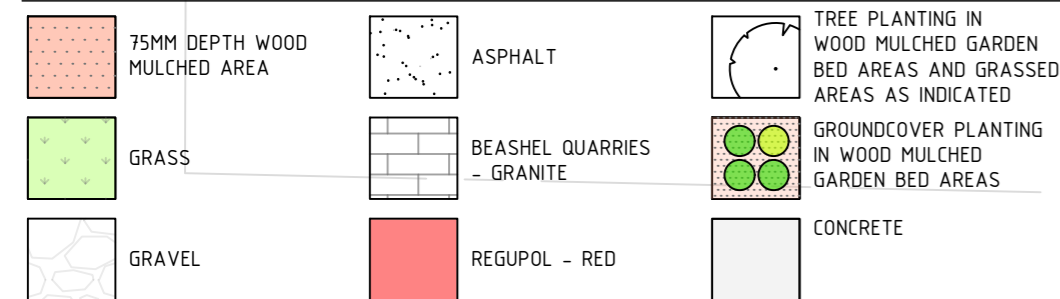 75MM DEPTH WOOD
MULCHED AREA
GRASS
GRAVEL
ASPHALT
BEASHEL QUARRIES
- GRANITE
REGUPOL - RED
TREE PLANTING IN
WOOD MULCHED GARDEN
BED AREAS AND GRASSED
AREAS AS INDICATED
GROUNDCOVER PLANTING
IN WOOD MULCHED
GARDEN BED AREAS
CONCRETE